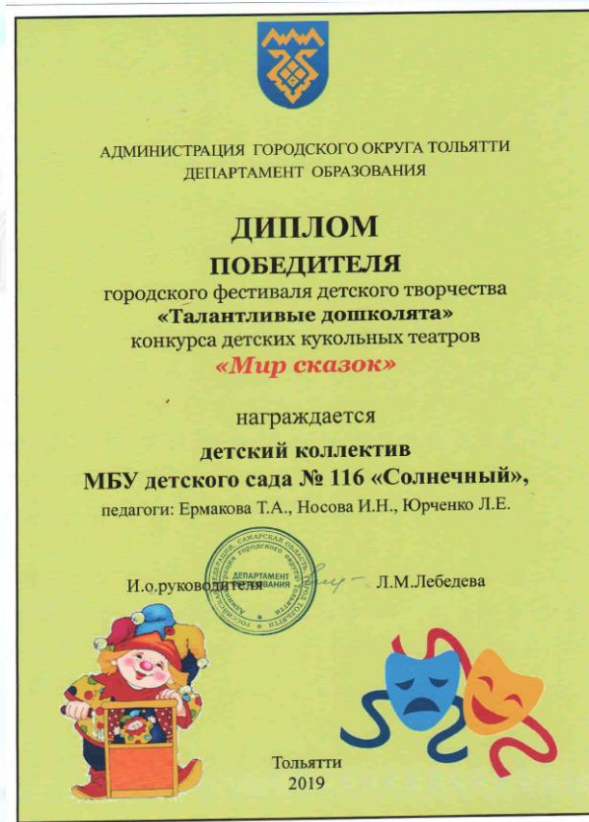 АДМИНИСТРАЦИЯ ГОРОДСКОГО ОКРУГА ТОЛЬЯТТИ
ДЕПАРТАМЕНТ ОБРАЗОВАНИЯ
ДИПЛОМ
ПОБЕДИТЕЛЯ
городского фестиваля детского творчества
«Талантливые дошколята»
конкурса детских кукольных театров
«Мир сказок»
награждается
детский коллектив
МБУ детского сада № 116 «Солнечный»,
педагоги: Ермакова Т.А., Носова И.Н., Юрченко Л.Е.
И.о.руководителя Л.М.Лебедева
ДЕПАРТАМЕНТ
ОБРАЗОВАНИЯ
Тольятти
2019